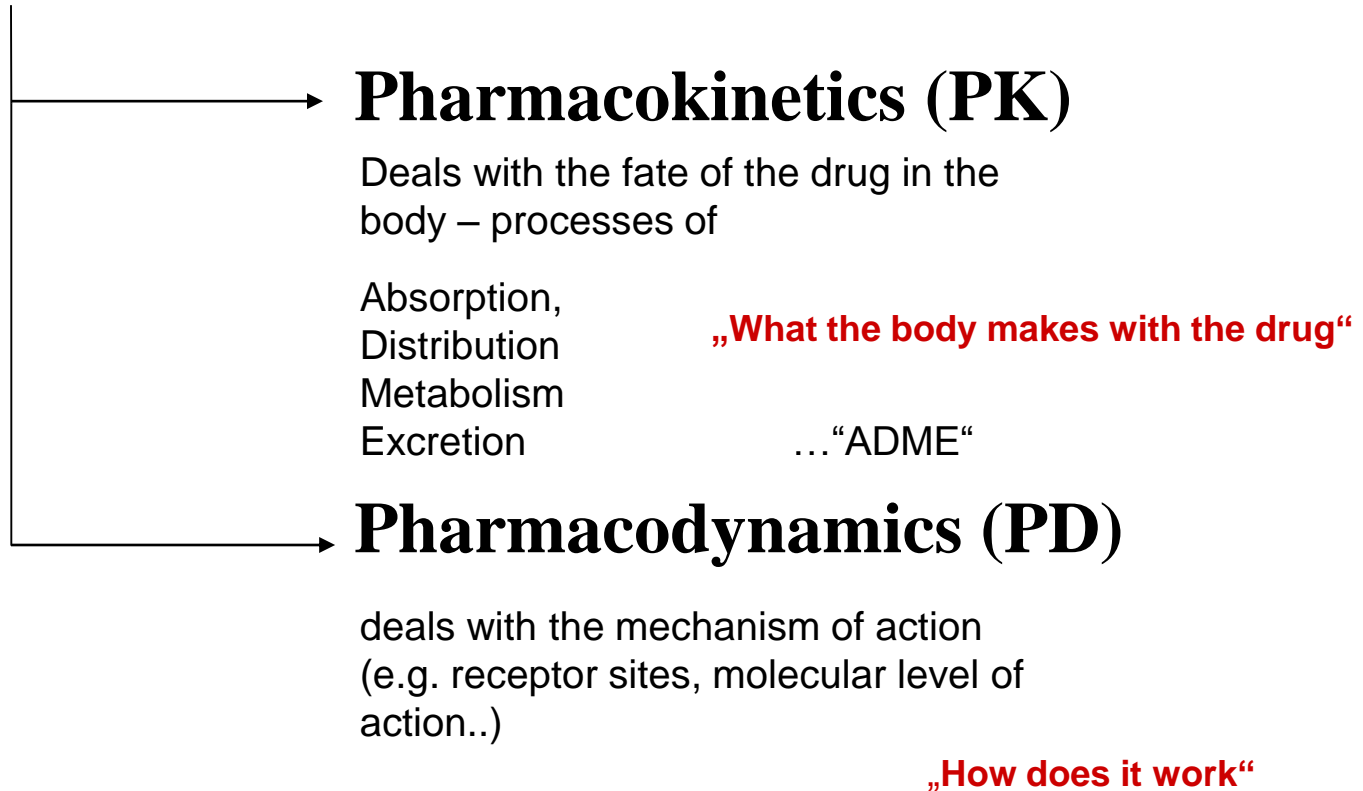 Pharmacokinetics (PK)
Deals with the fate of the drug in the
body – processes of
Absorption,
Distribution
„What the body makes with the drug“
Metabolism
Excretion …“ADME“
Pharmacodynamics (PD)
deals with the mechanism of action
(e.g. receptor sites, molecular level of
action..)
„How does it work“